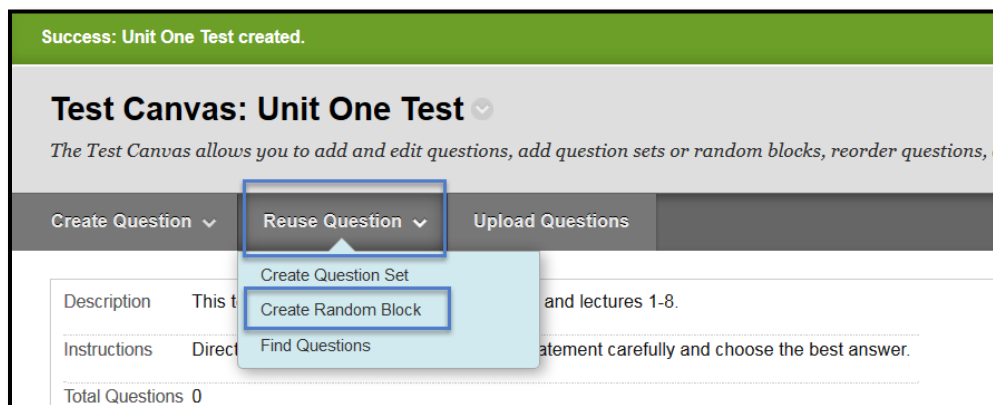 Success: Unit One Test created.
Test Canvas: Unit One Test
The Test Canvas allows you to add and edit questions, add question sets or random blocks, reorder questions,
Create Question Reuse Question Upload Questions
Create Question Set
Create Random Block
Find Questions
Description This t and lectures 1-8.
Instructions Direct atement carefully and choose the best answer.
Total Questions 0